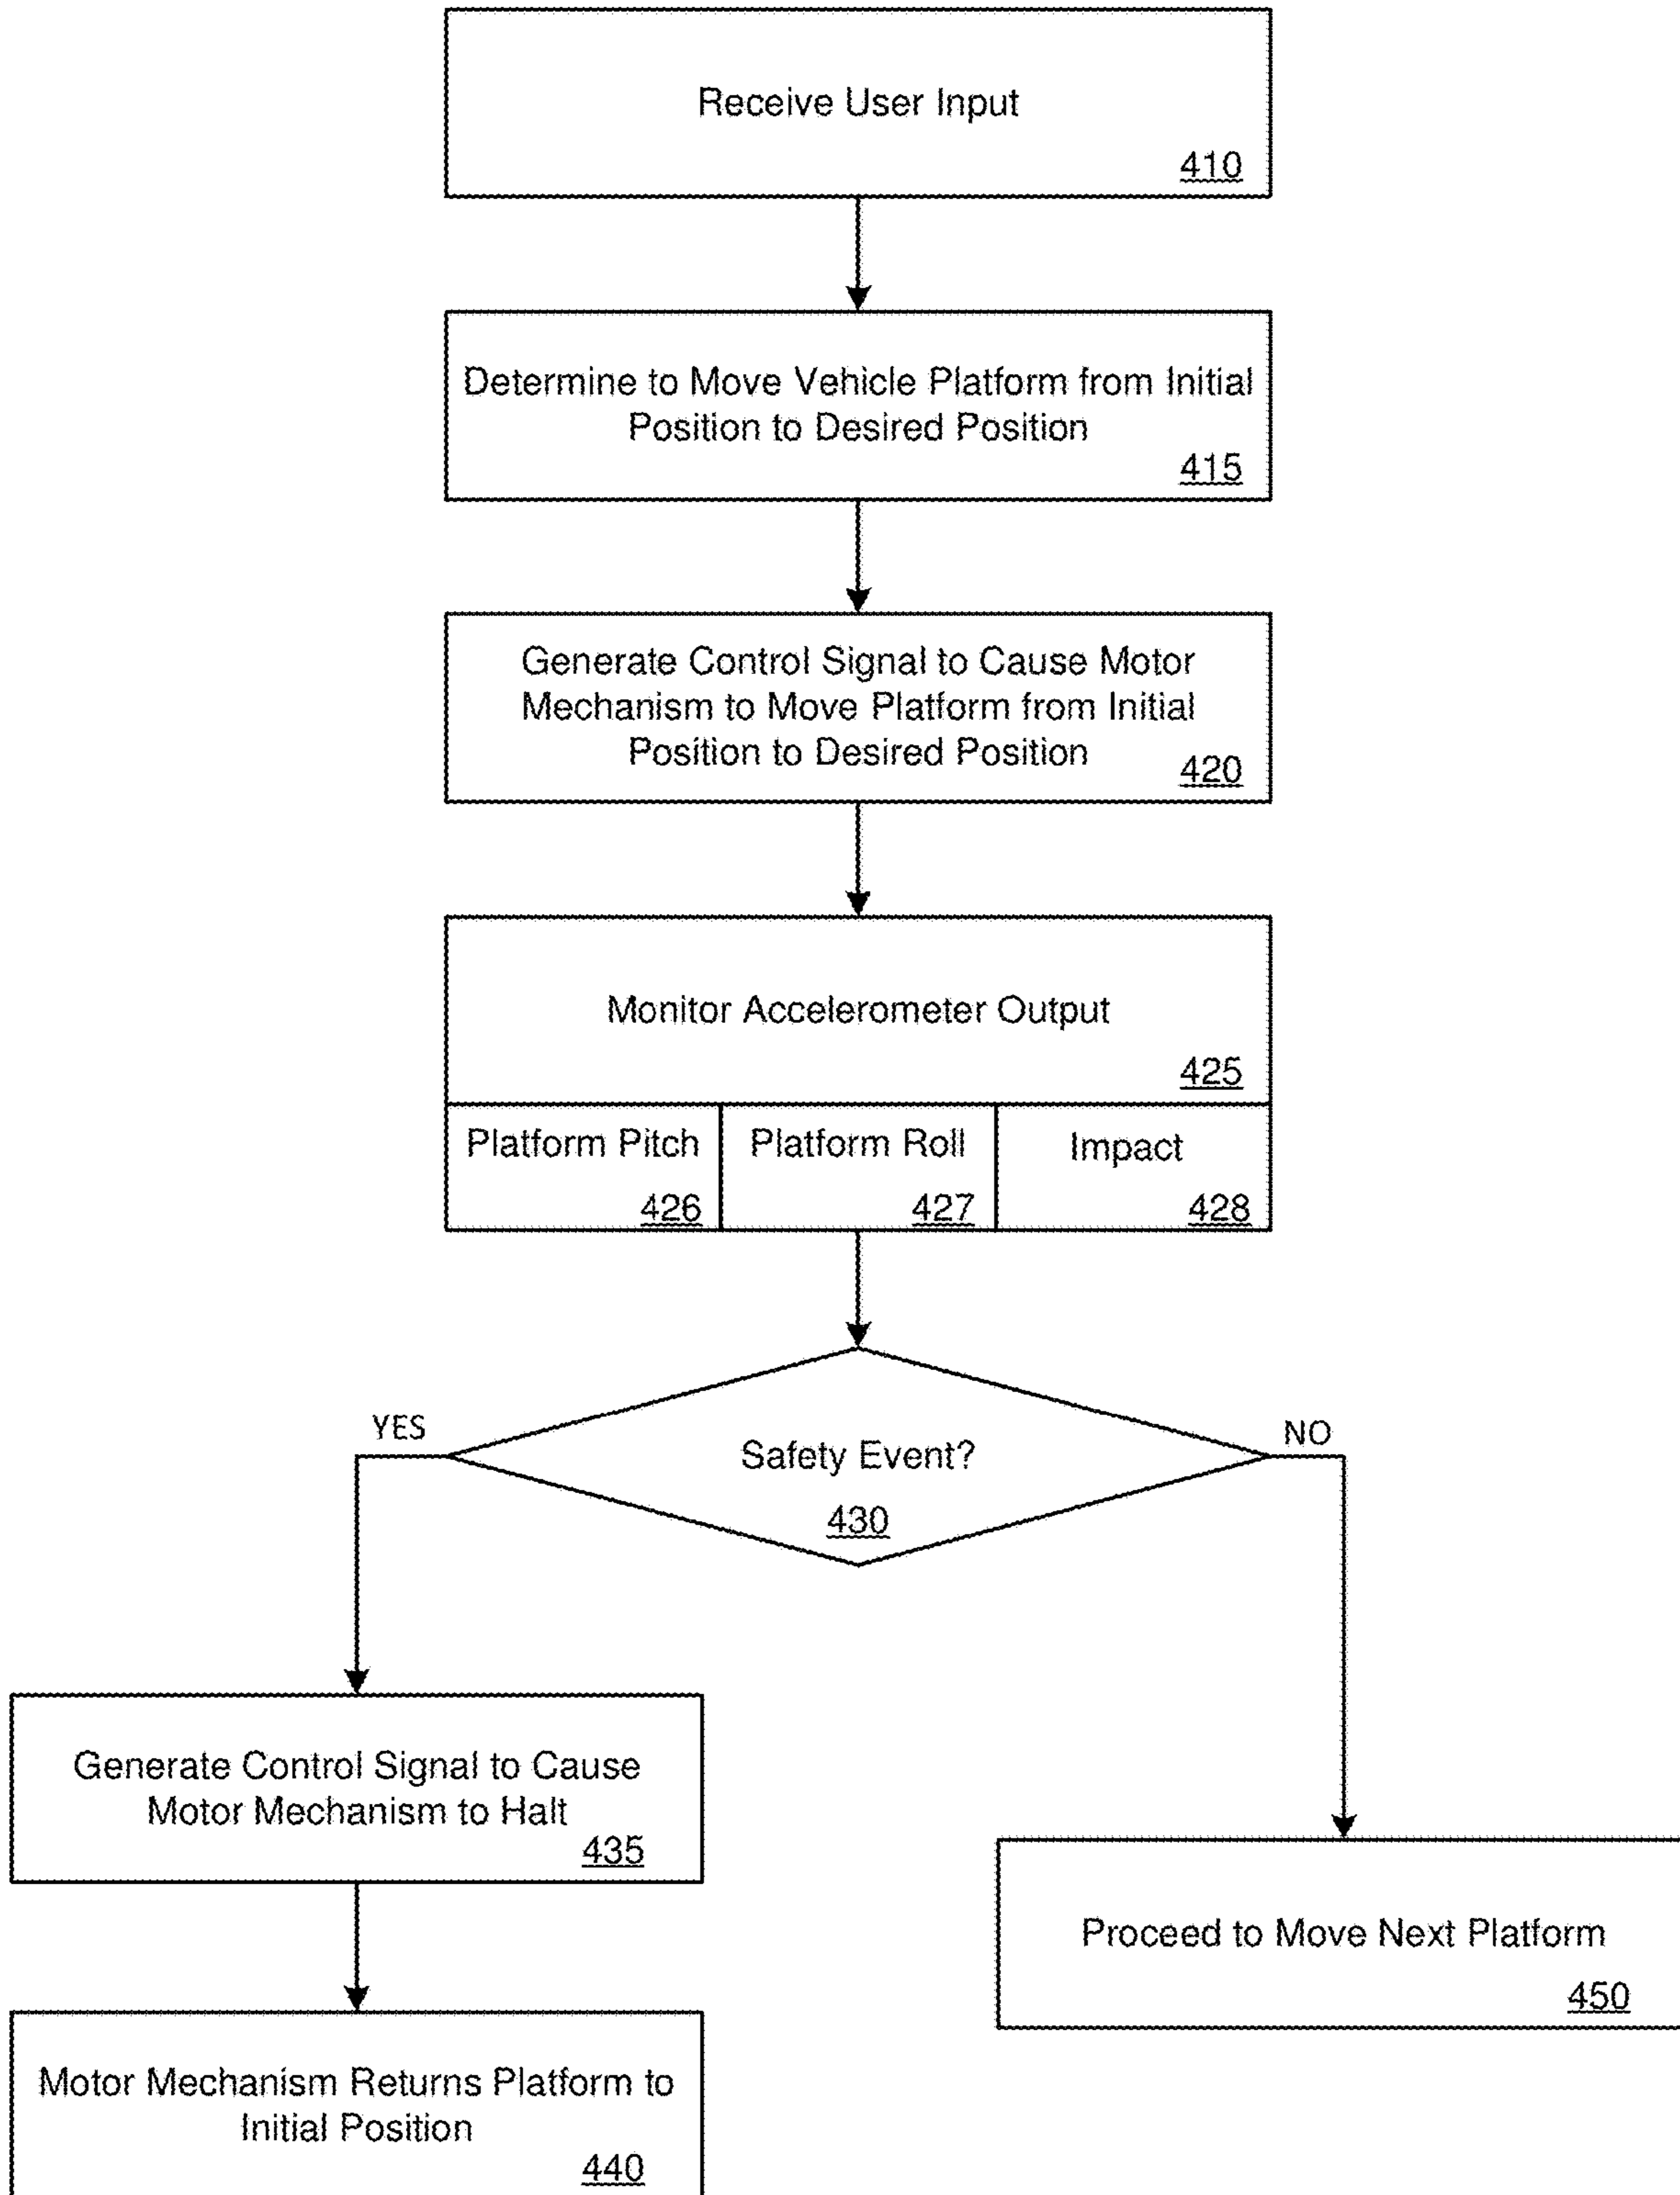 Receive User Input
410
Determine to Move Vehicle Platform from Initial
Position to Desired Position
415
Generate Control Signal to Cause Motor
Mechanism to Move Platform from Initial
Position to Desired Position
420
Monitor Accelerometer Output
425
Platform Pitch
426
Platform Roll
427
Impact
428
Safety Event?
430
YES
NO
Generate Control Signal to Cause
Motor Mechanism to Halt
435
Proceed to Move Next Platform
450
Motor Mechanism Returns Platform to
Initial Position
440